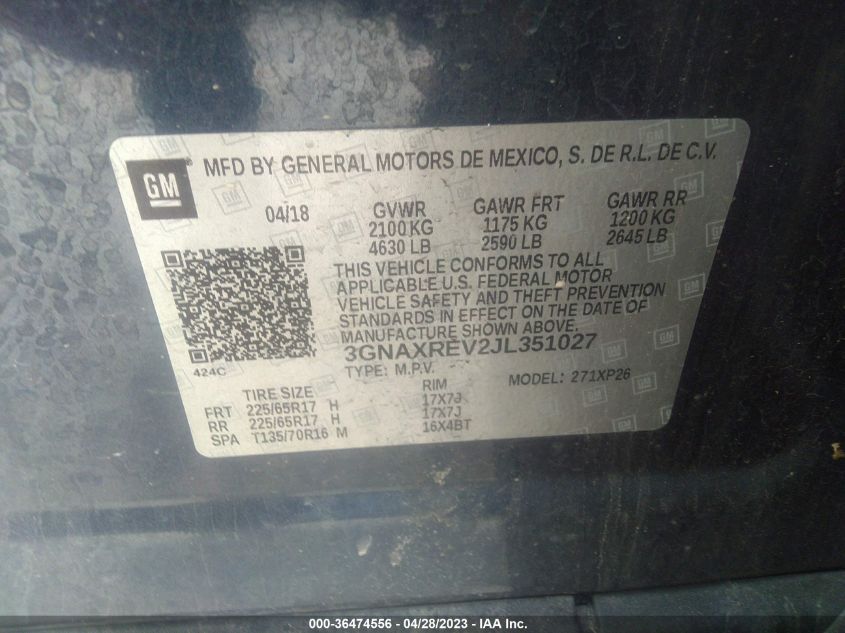 GM
MFD BY GENERAL MOTORS DE MEXICO, S. DE R.L. DE C.V.
04/18 GVWR GAWR FRT GAWR RR
2100 KG 1175 KG 1200 KG
4630 LB 2590 LB 2645 LB
THIS VEHICLE CONFORMS TO ALL
APPLICABLE U.S. FEDERAL MOTOR
VEHICLE SAFETY AND THEFT PREVENTION
STANDARDS IN EFFECT ON THE DATE OF
MANUFACTURE SHOWN ABOVE.
3GNAXREV2JL351027
424C
TYPE: M.P.V. MODEL: 271XP26
TIRE SIZE RIM
FRT 225/65R17 H 17X7J
RR 225/65R17 H 17X7J
SPA T135/70R16 M 16X4BT
000-36474556 - 04/28/2023 - IAA Inc.